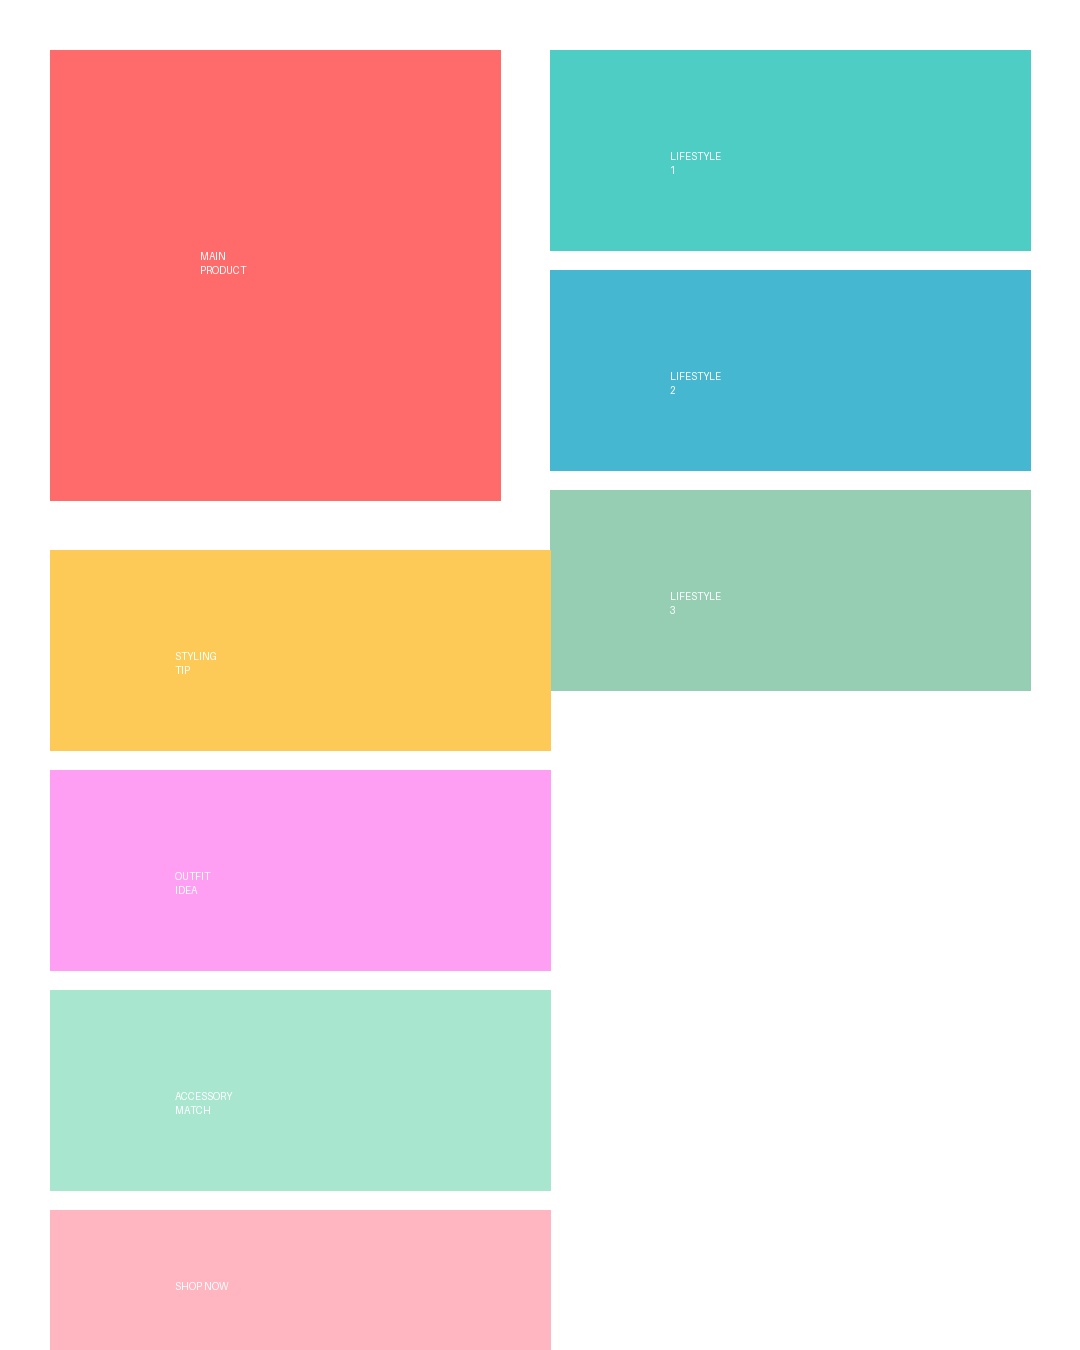 MAIN
PRODUCT
LIFESTYLE
1
LIFESTYLE
2
LIFESTYLE
3
STYLING
TIP
OUTFIT
IDEA
ACCESSORY
MATCH
SHOP NOW